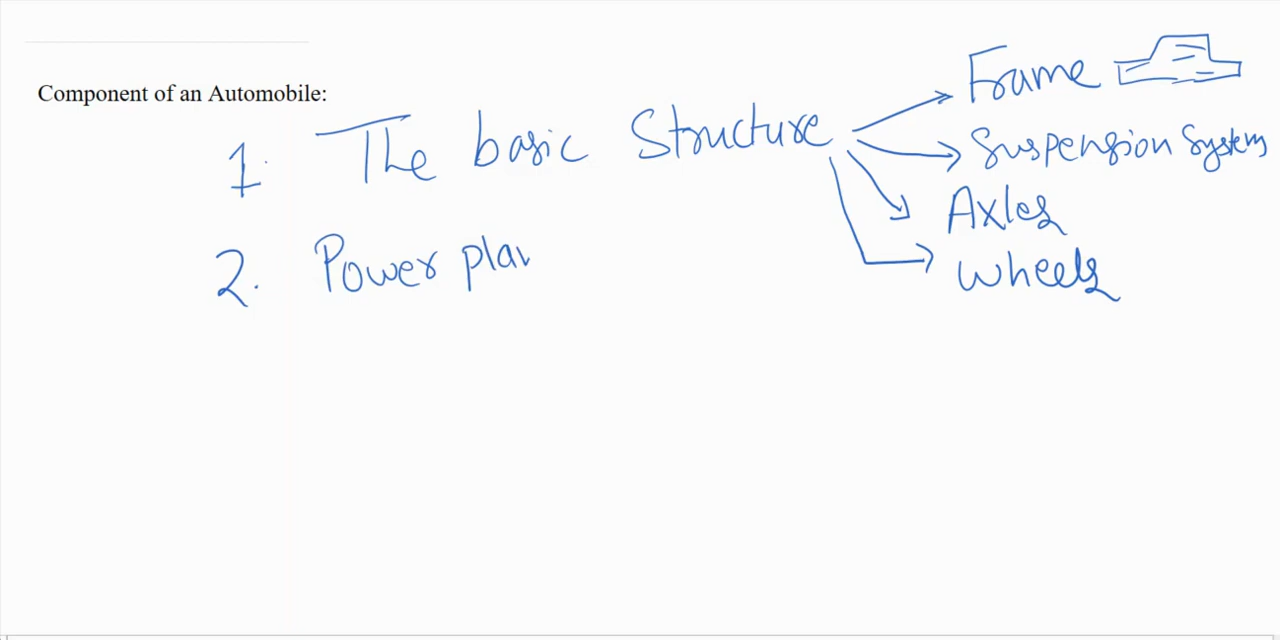 Component of an Automobile:
1. The basic Structure
Frame
Suspension System
Axles
Wheels
2. Power plan